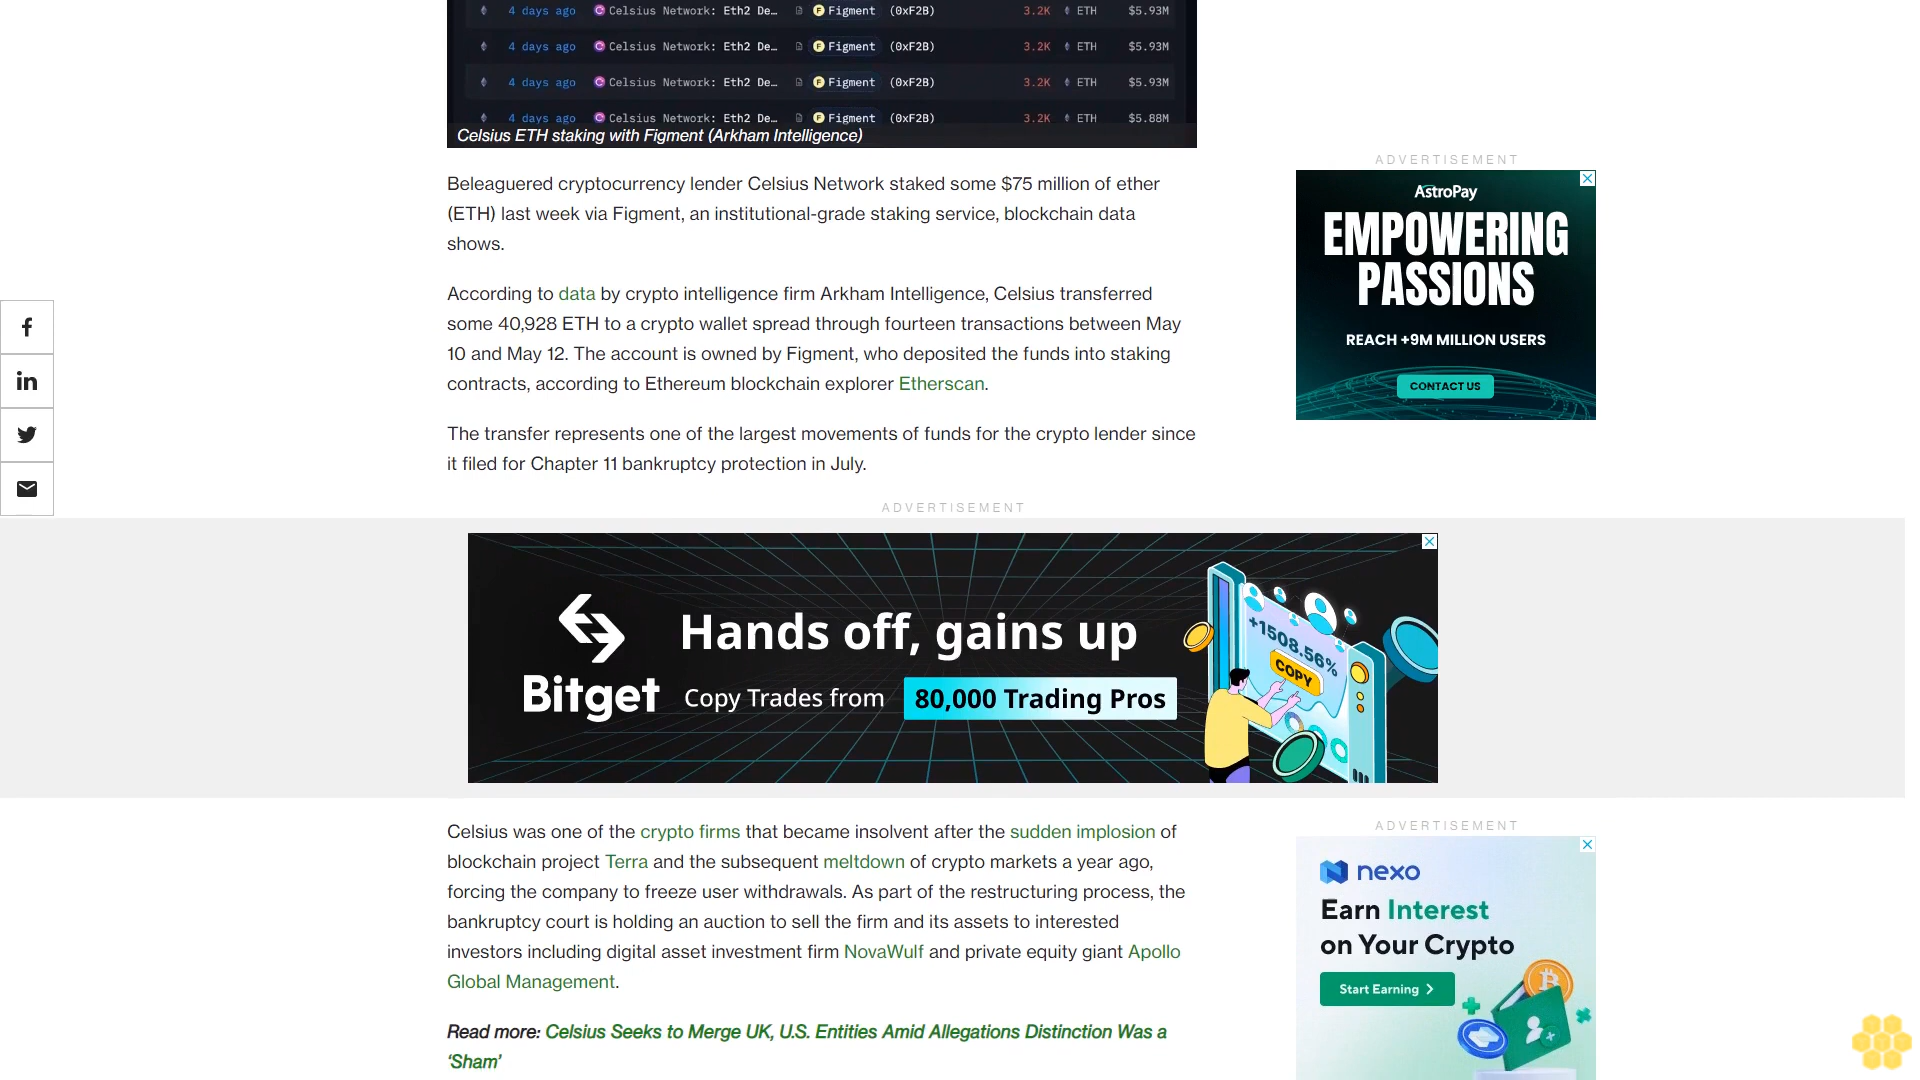 4 days ago Celsius Network: Eth2 De… Figment (0xF2B) 3.2K ETH $5.93M
4 days ago Celsius Network: Eth2 De… Figment (0xF2B) 3.2K ETH $5.93M
4 days ago Celsius Network: Eth2 De… Figment (0xF2B) 3.2K ETH $5.93M
4 days ago Celsius Network: Eth2 De… Figment (0xF2B) 3.2K ETH $5.88M
Celsius ETH staking with Figment (Arkham Intelligence)
Beleaguered cryptocurrency lender Celsius Network staked some $75 million of ether
(ETH) last week via Figment, an institutional-grade staking service, blockchain data
shows.
According to data by crypto intelligence firm Arkham Intelligence, Celsius transferred
some 40,928 ETH to a crypto wallet spread through fourteen transactions between May
10 and May 12. The account is owned by Figment, who deposited the funds into staking
contracts, according to Ethereum blockchain explorer Etherscan.
The transfer represents one of the largest movements of funds for the crypto lender since
it filed for Chapter 11 bankruptcy protection in July.
ADVERTISEMENT
AstroPay
EMPOWERING
PASSIONS
REACH +9M MILLION USERS
CONTACT US
ADVERTISEMENT
Bitget
Hands off, gains up
Copy Trades from 80,000 Trading Pros
+1508.56%
COPY
Celsius was one of the crypto firms that became insolvent after the sudden implosion of
blockchain project Terra and the subsequent meltdown of crypto markets a year ago,
forcing the company to freeze user withdrawals. As part of the restructuring process, the
bankruptcy court is holding an auction to sell the firm and its assets to interested
investors including digital asset investment firm NovaWulf and private equity giant Apollo
Global Management.
Read more: Celsius Seeks to Merge UK, U.S. Entities Amid Allegations Distinction Was a
‘Sham’
ADVERTISEMENT
nexo
Earn Interest
on Your Crypto
Start Earning